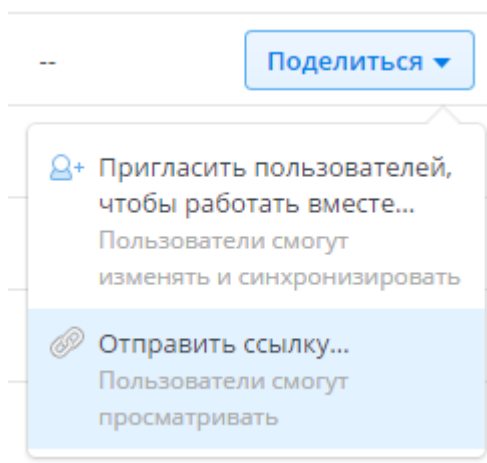 --
Поделиться
Пригласить пользователей,
чтобы работать вместе...
Пользователи смогут
изменять и синхронизировать
Отправить ссылку...
Пользователи смогут
просматривать